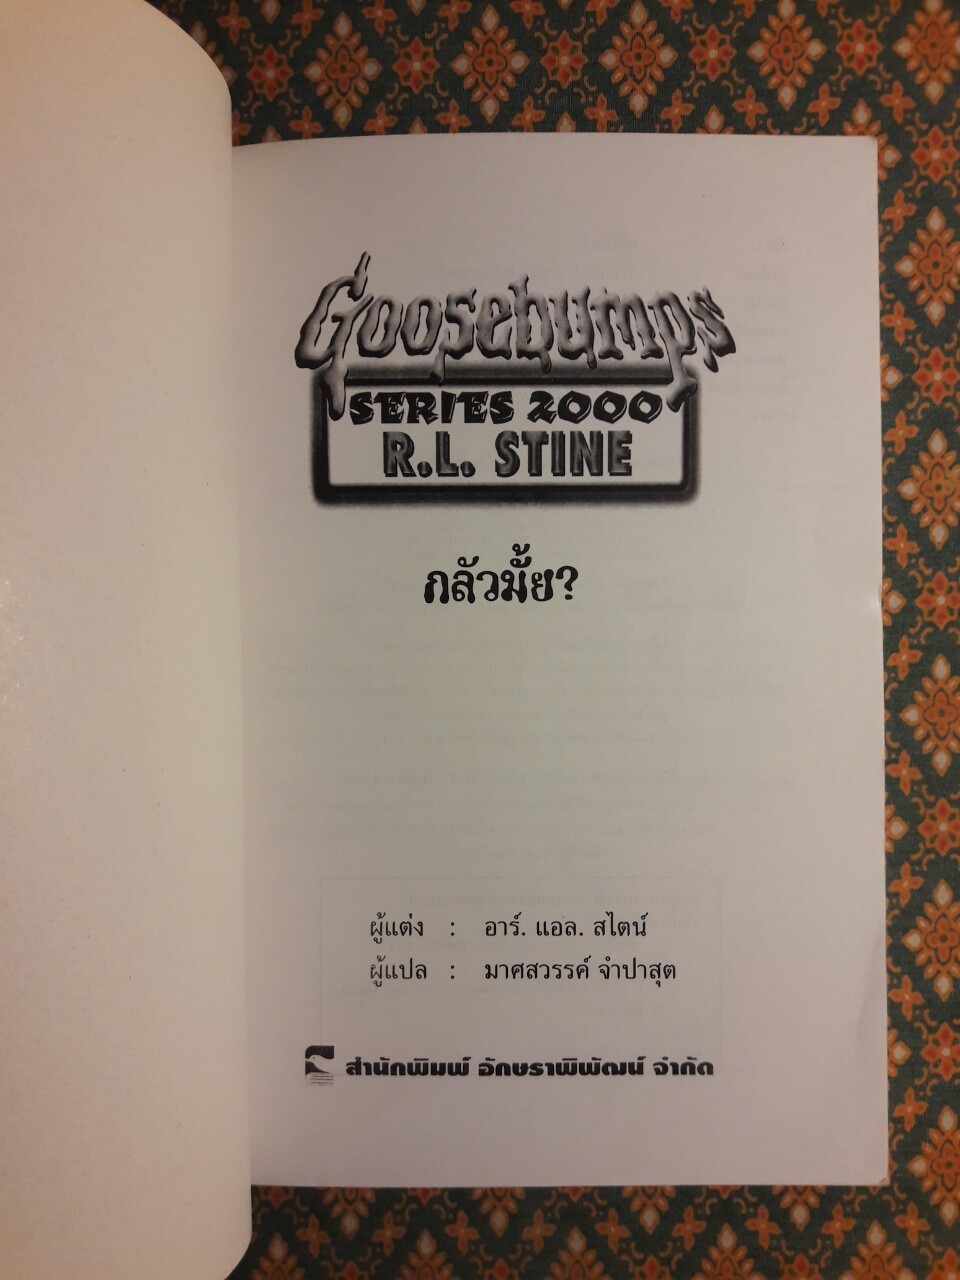 Goosebumps
SERIES 2000
R.L. STINE
กลัวมั้ย?
ผู้แต่ง : อาร์. แอล. สไตน์
ผู้แปล : มาศสวรรค์ จำปาสุต
สำนักพิมพ์ อักษราพิพัฒน์ จำกัด